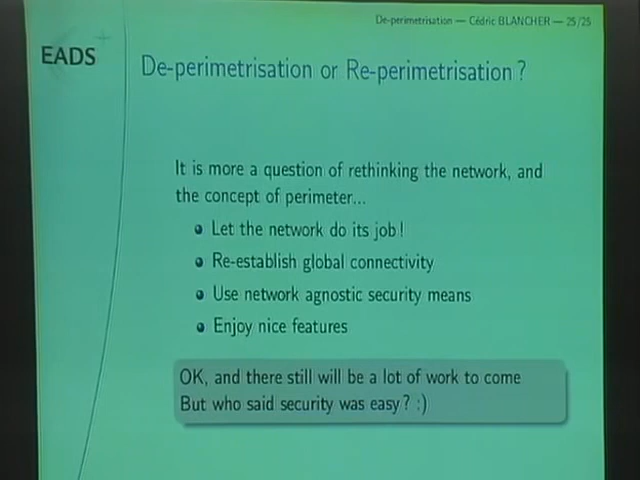 De-perimetrisation — Cédric BLANCHER — 25/25
EADS
De-perimetrisation or Re-perimetrisation ?
It is more a question of rethinking the network, and
the concept of perimeter...
Let the network do its job !
Re-establish global connectivity
Use network agnostic security means
Enjoy nice features
OK, and there still will be a lot of work to come
But who said security was easy ? :)